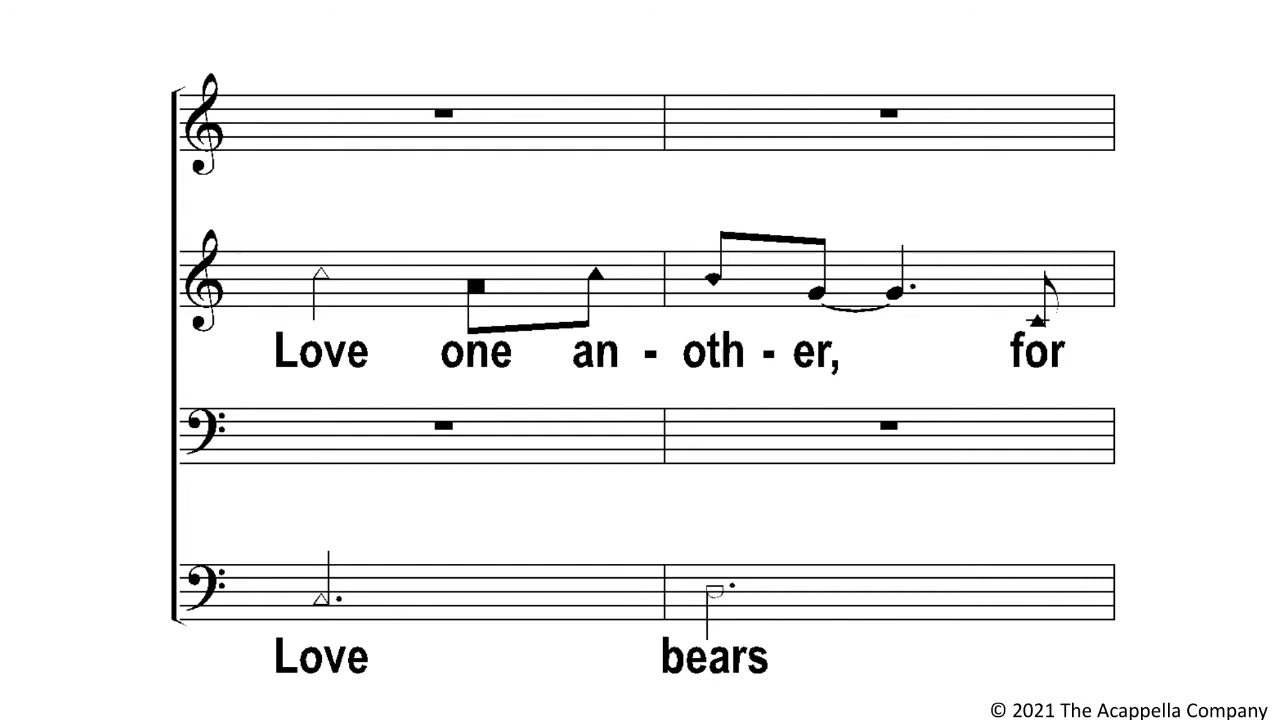 Love one an - oth - er, for
Love bears
© 2021 The Acappella Company